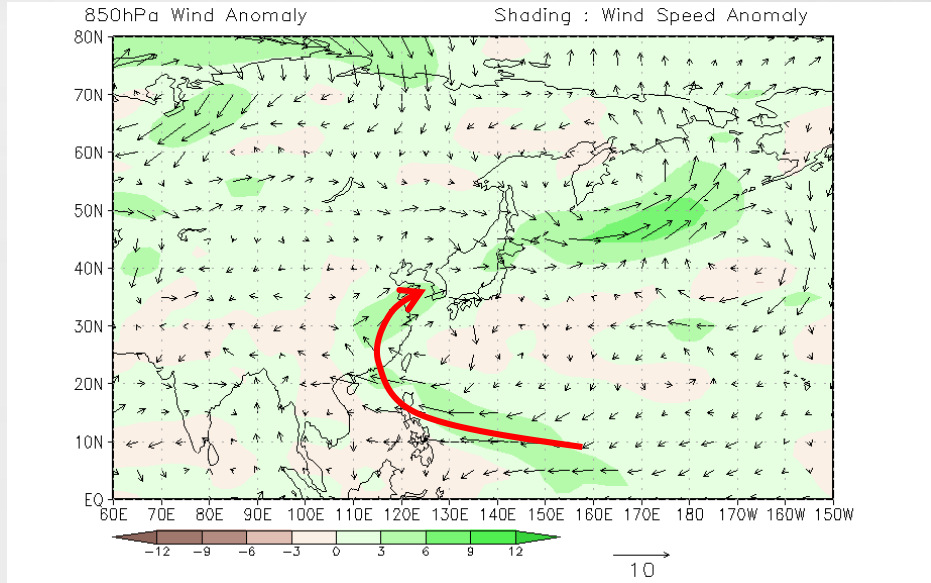 850hPa Wind Anomaly Shading : Wind Speed Anomaly
80N
70N
60N
50N
40N
30N
20N
10N
EQ
60E 70E 80E 90E 100E 110E 120E 130E 140E 150E 160E 170E 180 170W 160W 150W
-12 -9 -6 -3 0 3 6 9 12
10